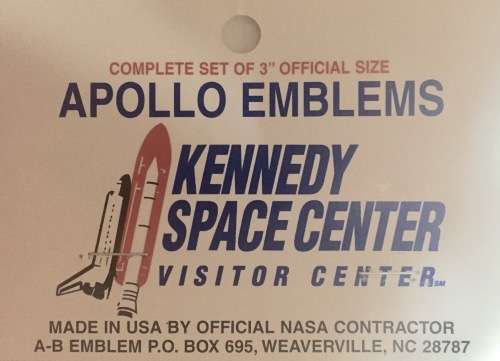 COMPLETE SET OF 3" OFFICIAL SIZE
APOLLO EMBLEMS
KENNEDY
SPACE CENTER
VISITOR CENTER℠
MADE IN USA BY OFFICIAL NASA CONTRACTOR
A-B EMBLEM P.O. BOX 695, WEAVERVILLE, NC 28787